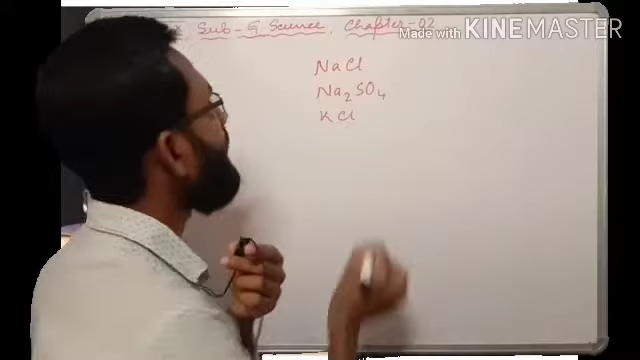 X Sub - G Science, Chapter - 02
Made with KINEMASTER
NaCl
Na₂SO₄
KCl